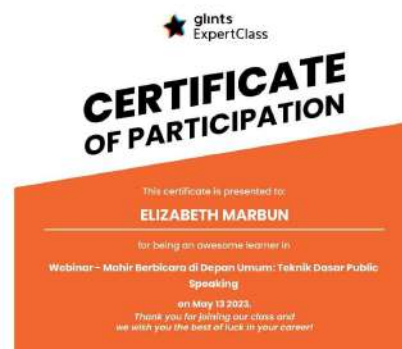 glints
ExpertClass
CERTIFICATE
OF PARTICIPATION
This certificate is presented to:
ELIZABETH MARBUN
for being an awesome learner in
Webinar - Mahir Berbicara di Depan Umum: Teknik Dasar Public
Speaking
on May 13 2023.
Thank you for joining our class and
we wish you the best of luck in your career!